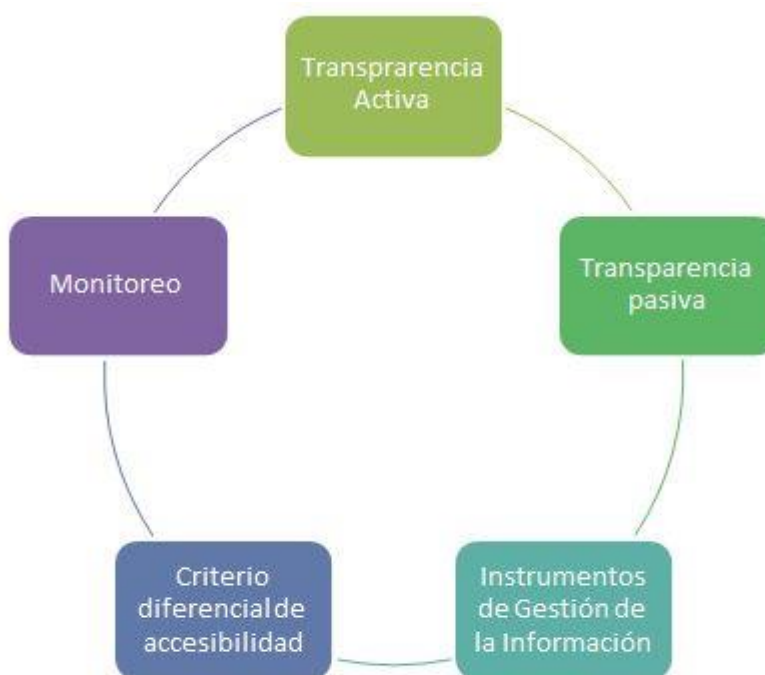 Transprarencia
Activa
Transparencia
pasiva
Instrumentos
de Gestión de
la Información
Criterio
diferencial de
accesibilidad
Monitoreo